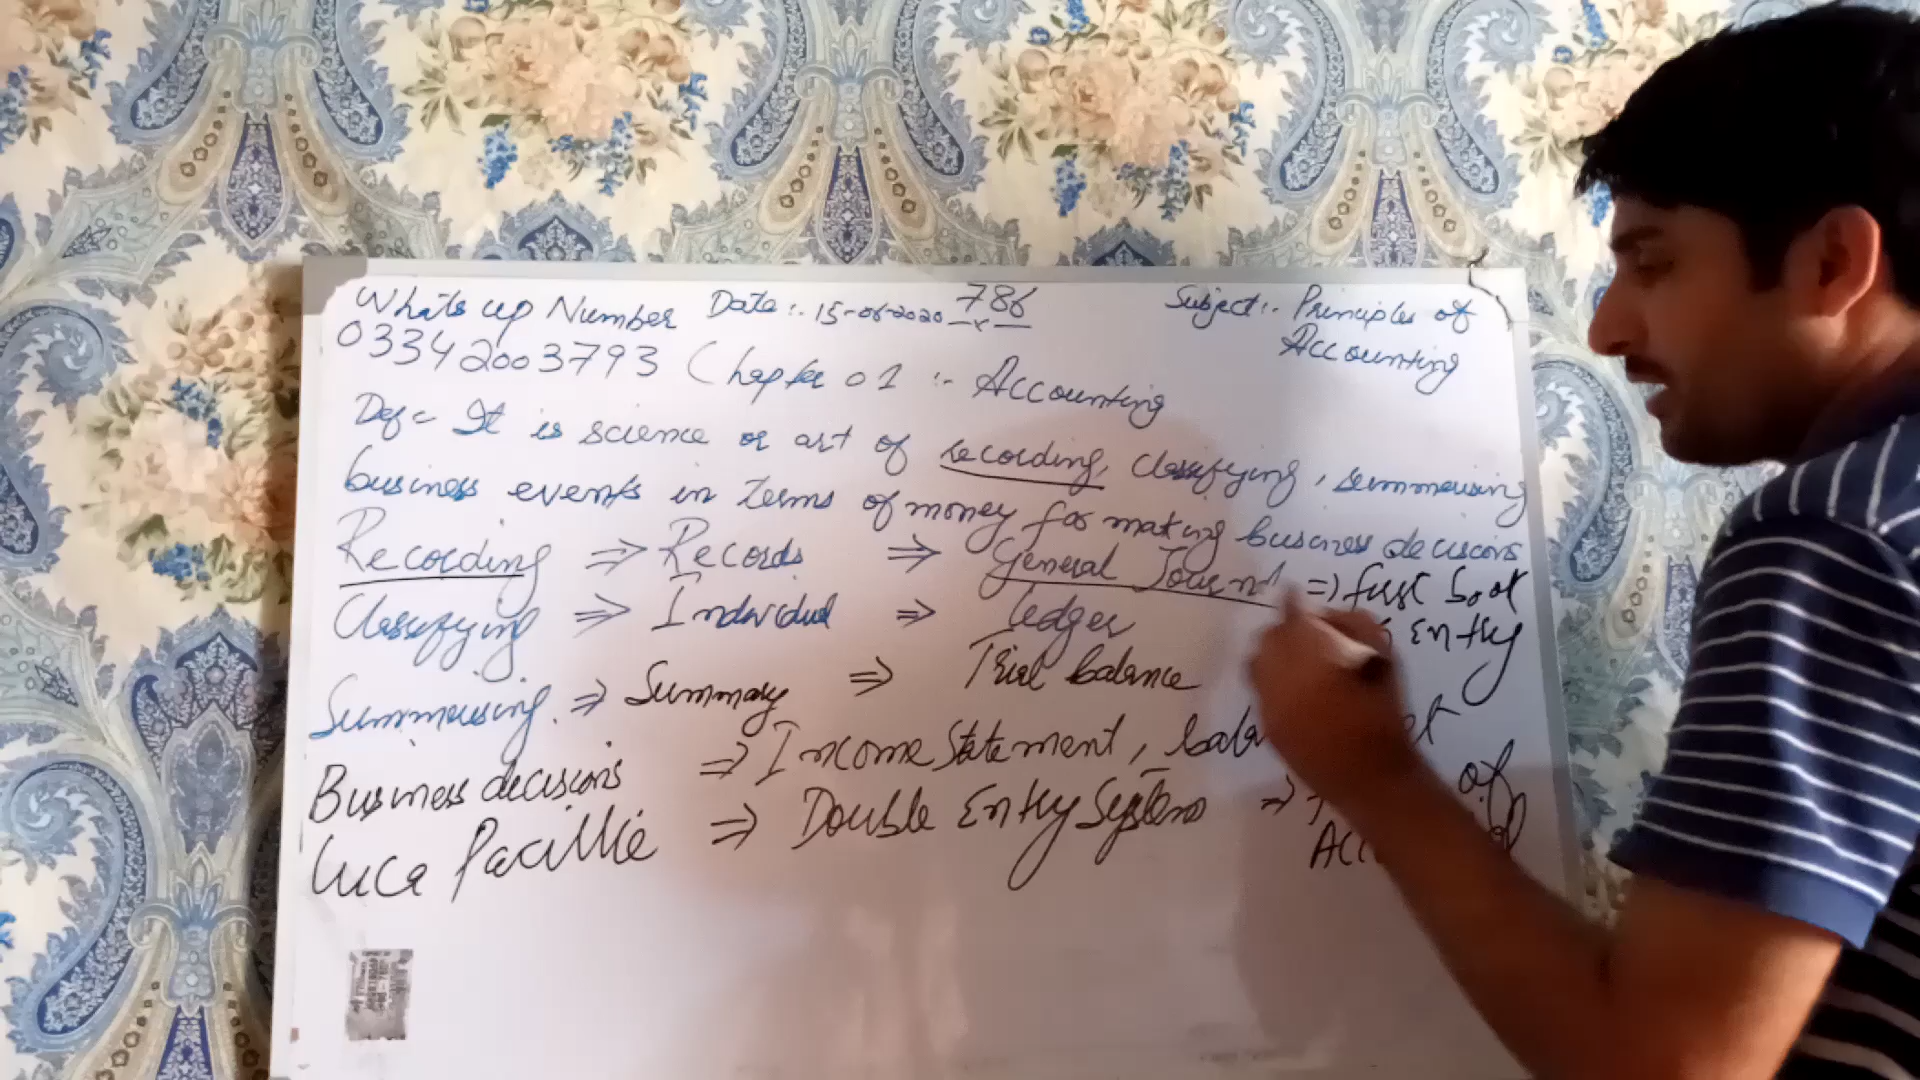 Whats up Number Date:. 15-06-2020 786 Subject:. Principles of Accounting
03342003793 Chapter 01 :- Accounting
Def= It is science or art of recording, classifying, summeusing
business events in terms of money for making business decisions
Recording => Records => General Journal => first book
Entry
Classifying => Individual => ledger
Summeusing. => Summary => Trial balance
Business decisions => Income Statement,
Luca Pacillie => Double Entry System => of